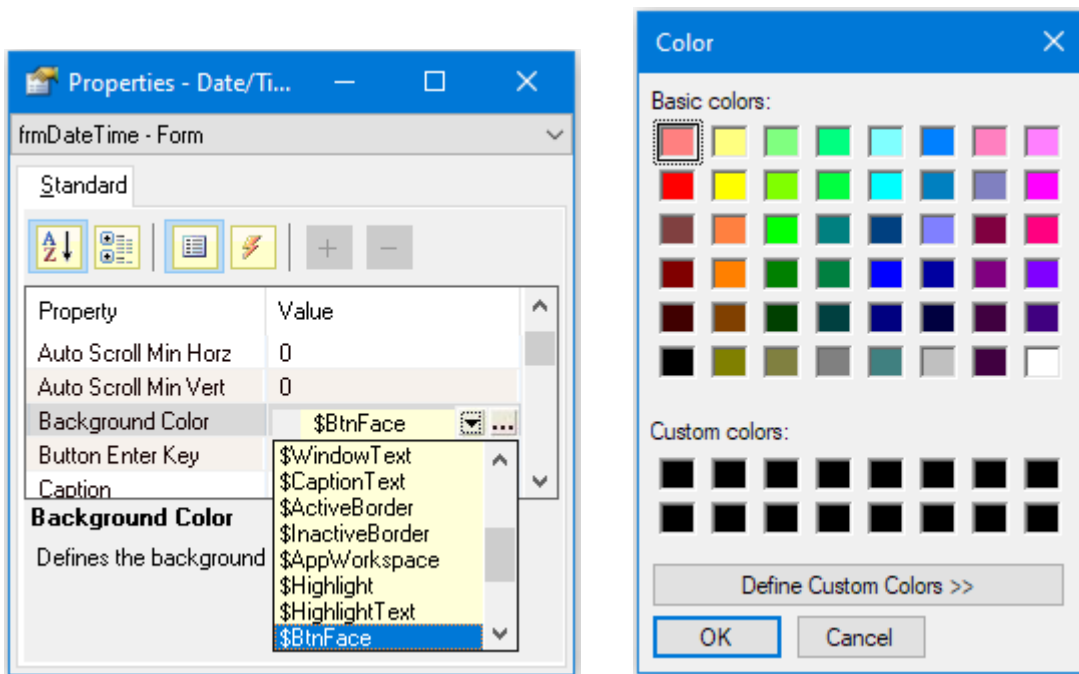 Properties - Date/Ti...
frmDateTime - Form
Standard
A
Z
Property Value
Auto Scroll Min Horz 0
Auto Scroll Min Vert 0
Background Color $BtnFace ...
Button Enter Key
Caption
$WindowText
$CaptionText
$ActiveBorder
$InactiveBorder
$AppWorkspace
$Highlight
$HighlightText
$BtnFace
Background Color
Defines the background
Color
Basic colors:
Custom colors:
Define Custom Colors >>
OK Cancel